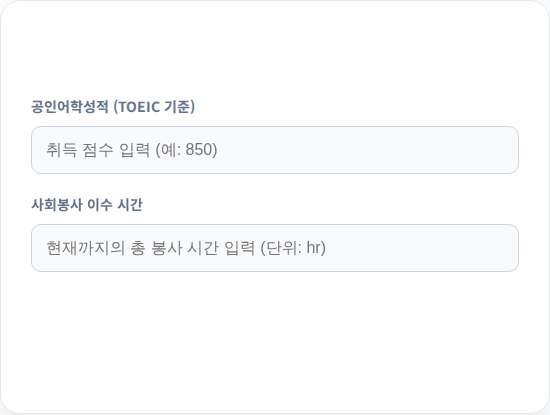 공인어학성적 (TOEIC 기준)
취득 점수 입력 (예: 850)
사회봉사 이수 시간
현재까지의 총 봉사 시간 입력 (단위: hr)